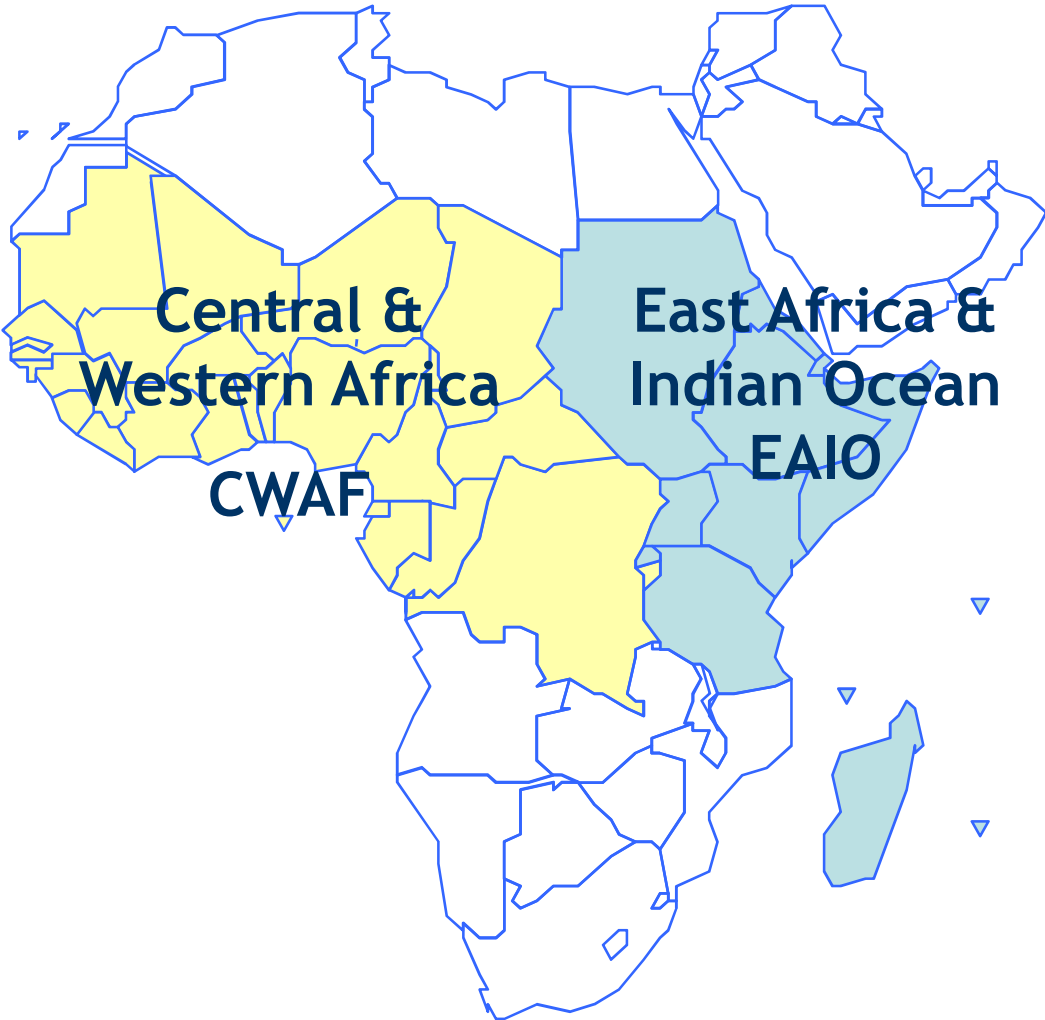 Central &
Western Africa
CWAF
East Africa &
Indian Ocean
EAIO